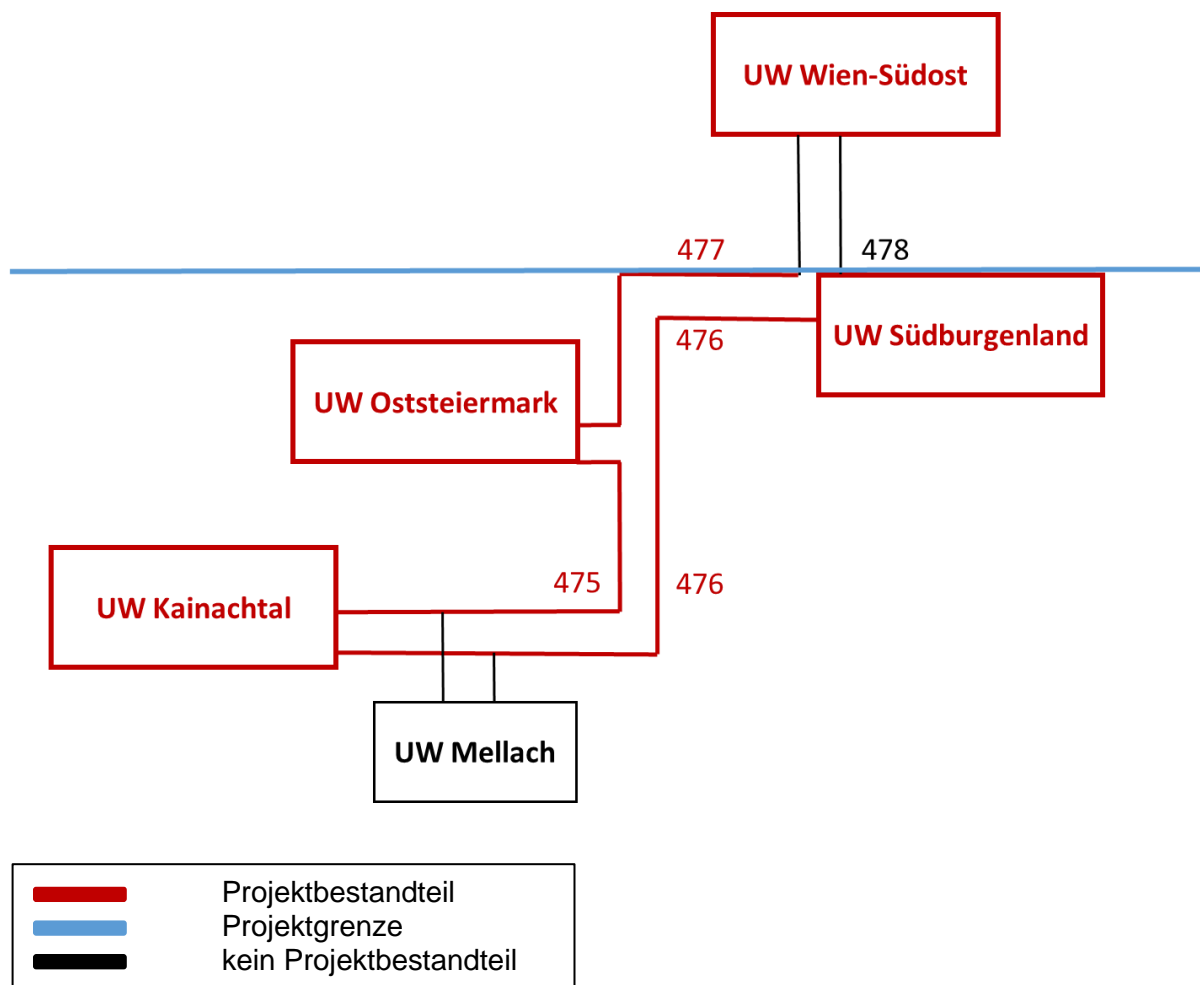 UW Wien-Südost
477
478
476
UW Südburgenland
UW Oststeiermark
475
476
UW Kainachtal
UW Mellach
Projektbestandteil
Projektgrenze
kein Projektbestandteil